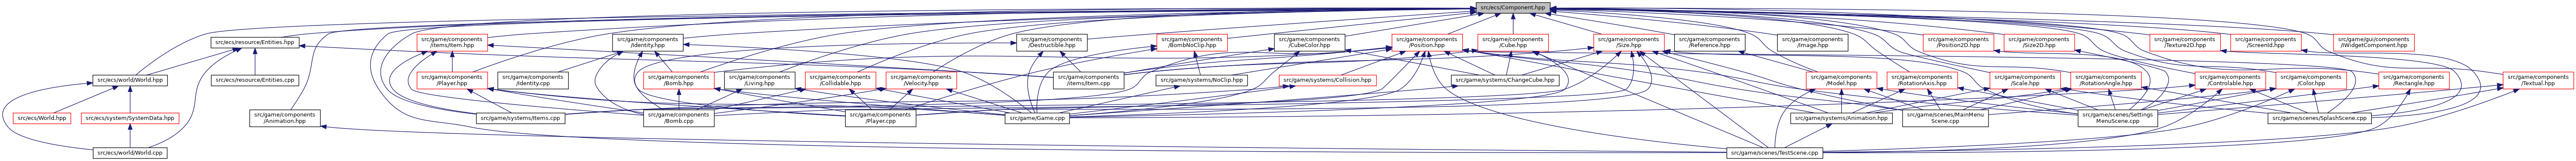 src/ecs/Component.hpp
src/ecs/resource/Entities.hpp
src/game/components
/items/Item.hpp
src/game/components
/Identity.hpp
src/game/components
/Destructible.hpp
src/game/components
/BombNoClip.hpp
src/game/components
/CubeColor.hpp
src/game/components
/Position.hpp
src/game/components
/Cube.hpp
src/game/components
/Size.hpp
src/game/components
/Reference.hpp
src/game/components
/Image.hpp
src/game/components
/Position2D.hpp
src/game/components
/Size2D.hpp
src/game/components
/Texture2D.hpp
src/game/components
/ScreenId.hpp
src/game/gui/components
/IWidgetComponent.hpp
src/ecs/world/World.hpp
src/ecs/resource/Entities.cpp
src/game/components
/Player.hpp
src/game/components
/Identity.cpp
src/game/components
/Bomb.hpp
src/game/components
/Living.hpp
src/game/components
/Collidable.hpp
src/game/components
/Velocity.hpp
src/game/components
/items/Item.cpp
src/game/systems/NoClip.hpp
src/game/systems/Collision.hpp
src/game/systems/ChangeCube.hpp
src/game/components
/Model.hpp
src/game/components
/RotationAxis.hpp
src/game/components
/Scale.hpp
src/game/components
/RotationAngle.hpp
src/game/components
/Controlable.hpp
src/game/components
/Color.hpp
src/game/components
/Rectangle.hpp
src/game/components
/Textual.hpp
src/ecs/World.hpp
src/ecs/system/SystemData.hpp
src/game/components
/Animation.hpp
src/game/systems/Items.cpp
src/game/components
/Bomb.cpp
src/game/components
/Player.cpp
src/game/Game.cpp
src/game/systems/Animation.hpp
src/game/scenes/MainMenu
Scene.cpp
src/game/scenes/Settings
MenuScene.cpp
src/game/scenes/SplashScene.cpp
src/ecs/world/World.cpp
src/game/scenes/TestScene.cpp